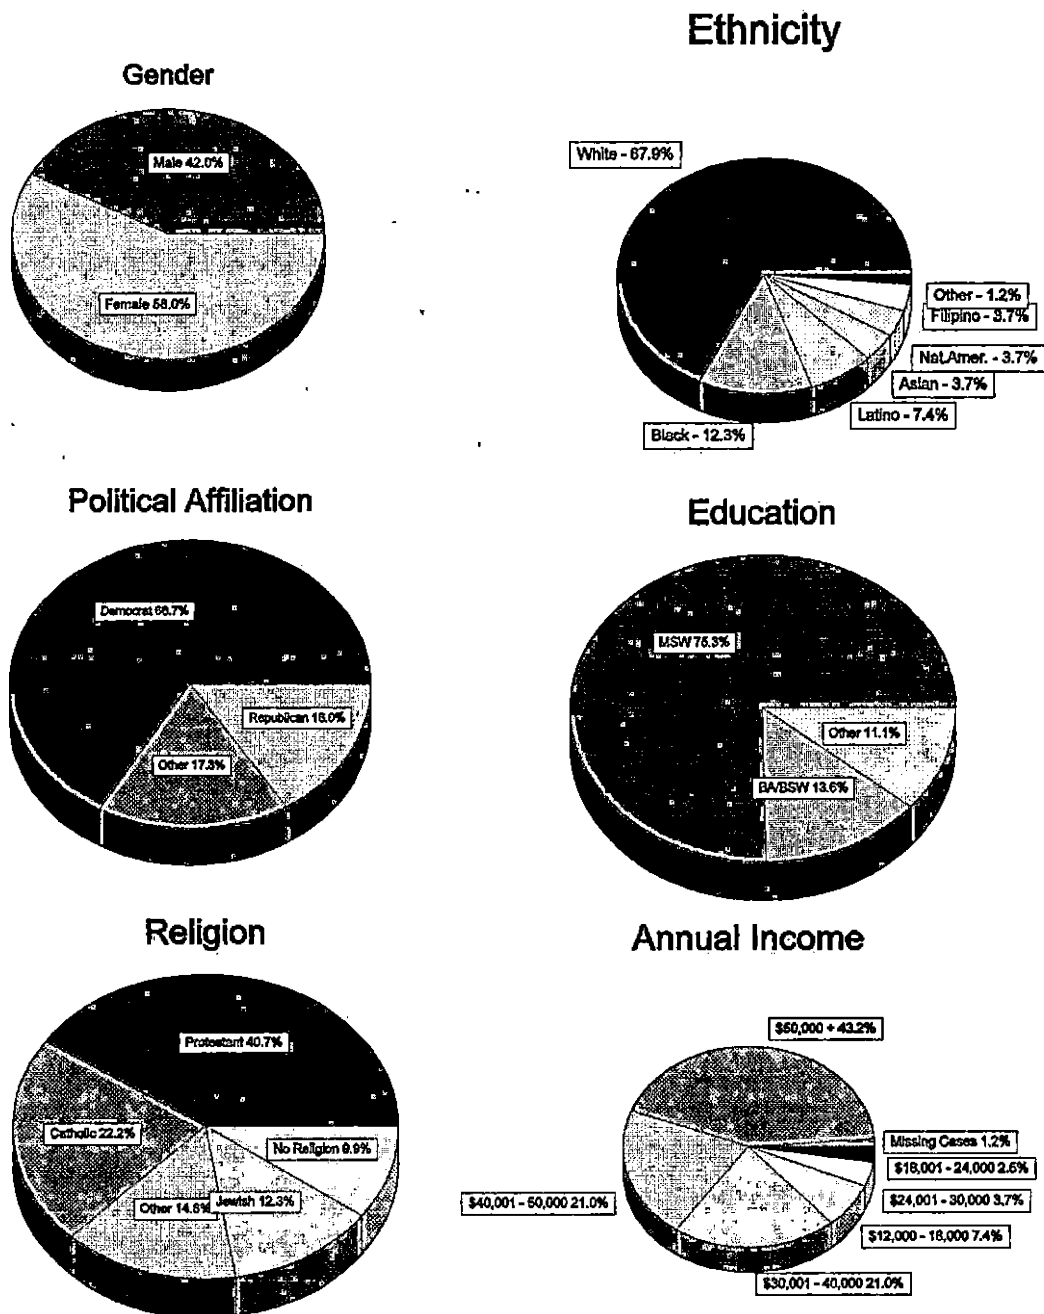 Ethnicity
Gender
Male 42.0%
Female 58.0%
White - 67.9%
Other - 1.2%
Filipino - 3.7%
Nat.Amer. - 3.7%
Asian - 3.7%
Latino - 7.4%
Black - 12.3%
Political Affiliation
Democrat 66.7%
Republican 16.0%
Other 17.3%
Education
MSW 75.3%
Other 11.1%
BA/BSW 13.6%
Religion
Protestant 40.7%
Catholic 22.2%
No Religion 9.9%
Other 14.8%
Jewish 12.3%
Annual Income
$50,000 + 43.2%
Missing Cases 1.2%
$18,001 - 24,000 2.5%
$24,001 - 30,000 3.7%
$12,000 - 18,000 7.4%
$40,001 - 50,000 21.0%
$30,001 - 40,000 21.0%